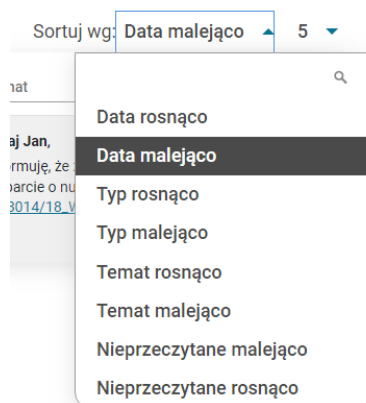 Sortuj wg: Data malejąco 5
Data rosnąco
Data malejąco
Jan,
że
Typ rosnąco
o
Typ malejąco
Temat rosnąco
Temat malejąco
Nieprzeczytane malejąco
Nieprzeczytane rosnąco